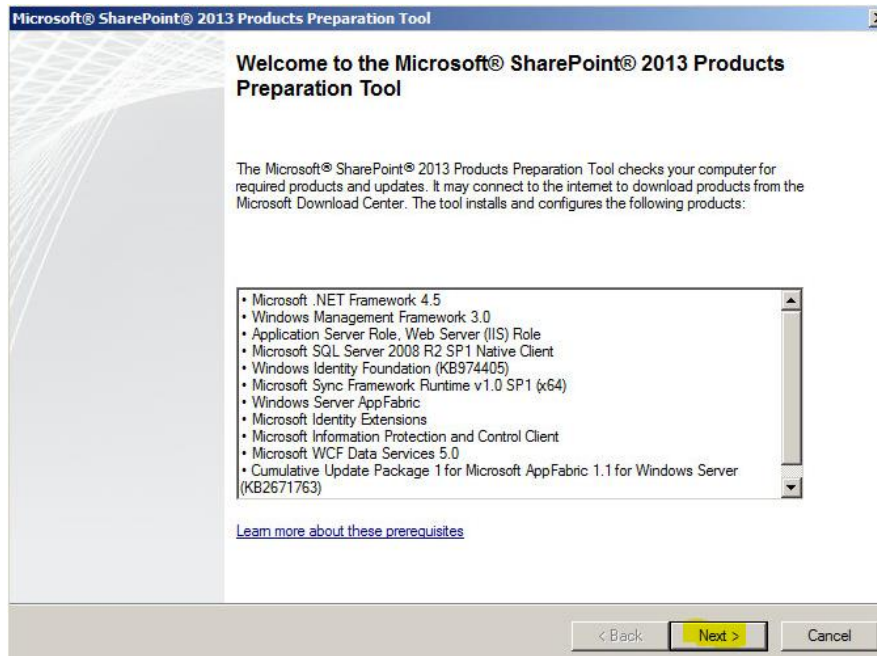 Microsoft® SharePoint® 2013 Products Preparation Tool
Welcome to the Microsoft® SharePoint® 2013 Products
Preparation Tool
The Microsoft® SharePoint® 2013 Products Preparation Tool checks your computer for
required products and updates. It may connect to the internet to download products from the
Microsoft Download Center. The tool installs and configures the following products:
• Microsoft .NET Framework 4.5
• Windows Management Framework 3.0
• Application Server Role, Web Server (IIS) Role
• Microsoft SQL Server 2008 R2 SP1 Native Client
• Windows Identity Foundation (KB974405)
• Microsoft Sync Framework Runtime v1.0 SP1 (x64)
• Windows Server AppFabric
• Microsoft Identity Extensions
• Microsoft Information Protection and Control Client
• Microsoft WCF Data Services 5.0
• Cumulative Update Package 1 for Microsoft AppFabric 1.1 for Windows Server
(KB2671763)
Learn more about these prerequisites
< Back Next > Cancel